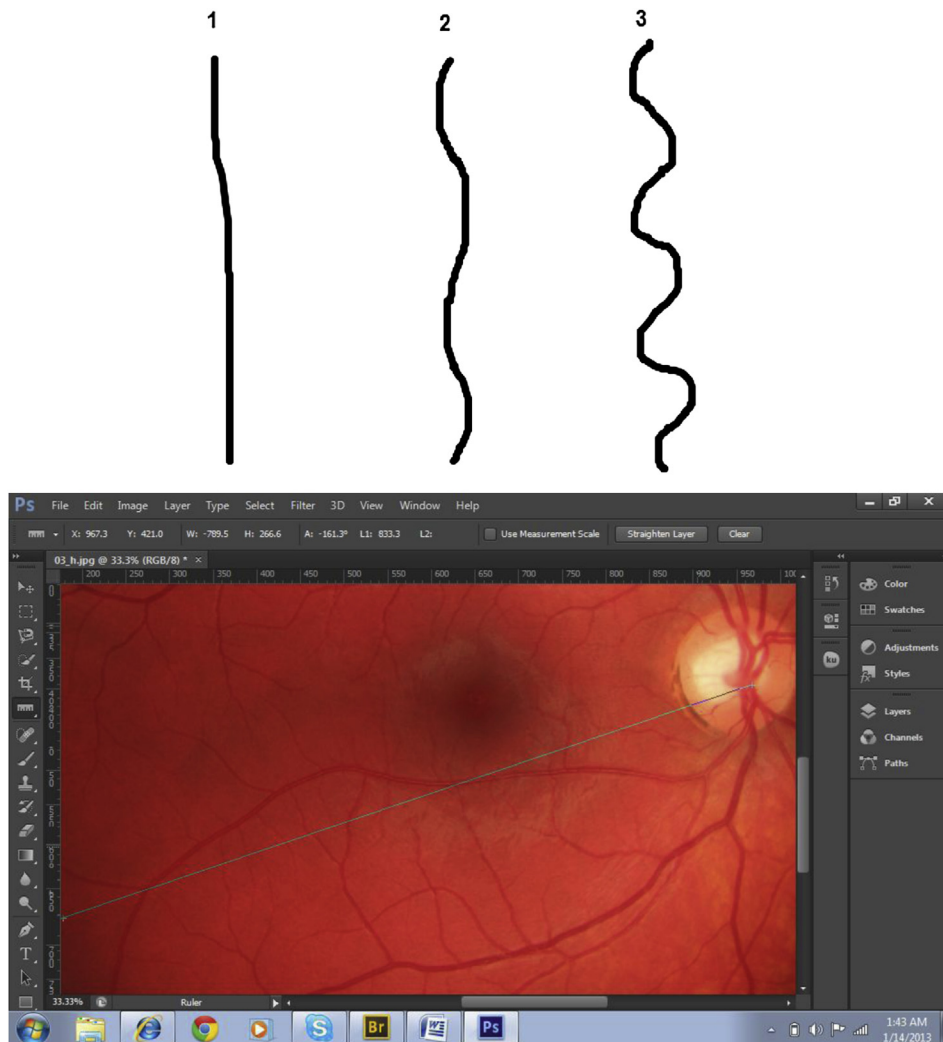 1 2 3
Ps File Edit Image Layer Type Select Filter 3D View Window Help
X: 967.3 Y: 421.0 W: -789.5 H: 266.6 A: -161.3° L1: 833.3 L2: Use Measurement Scale Straighten Layer Clear
03_h.jpg @ 33.3% (RGB/8) * ×
200 250 300 350 400 450 500 550 600 650 700 750 800 850 900 950
Color
Swatches
ku
Adjustments
Styles
Layers
Channels
Paths
T
33.33% Ruler
S Br W Ps
1:43 AM
1/14/2013